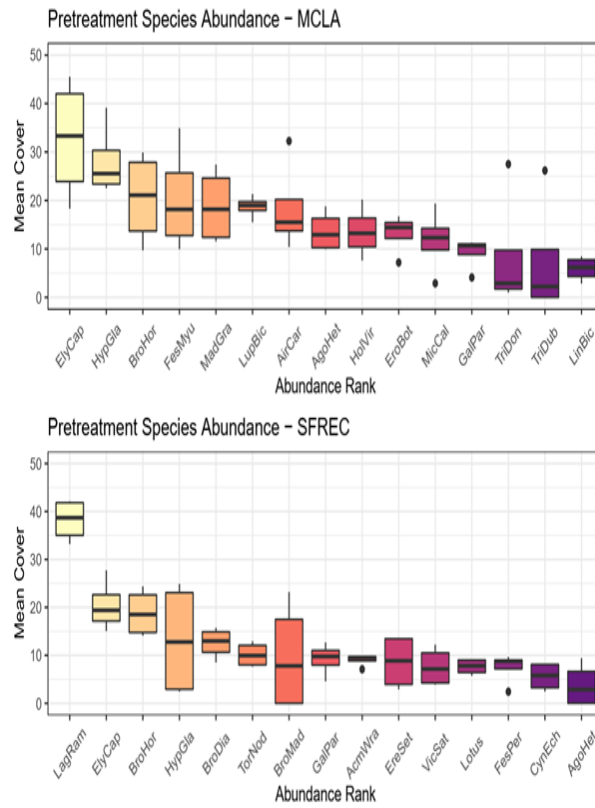 Pretreatment Species Abundance – MCLA
Mean Cover
50
40
30
20
10
0
ElyCap HypGla BroHor FesMyu MadGra LupBic AirCar AgoHet HolVir EroBot MicCal GalPar TriDon TriDub LinBic
Abundance Rank
Pretreatment Species Abundance – SFREC
Mean Cover
50
40
30
20
10
0
LagRam ElyCap BroHor HypGla BroDia TorNod BroMad GalPar AcmWra EreSet VicSat Lotus FesPer CynEch AgoHet
Abundance Rank